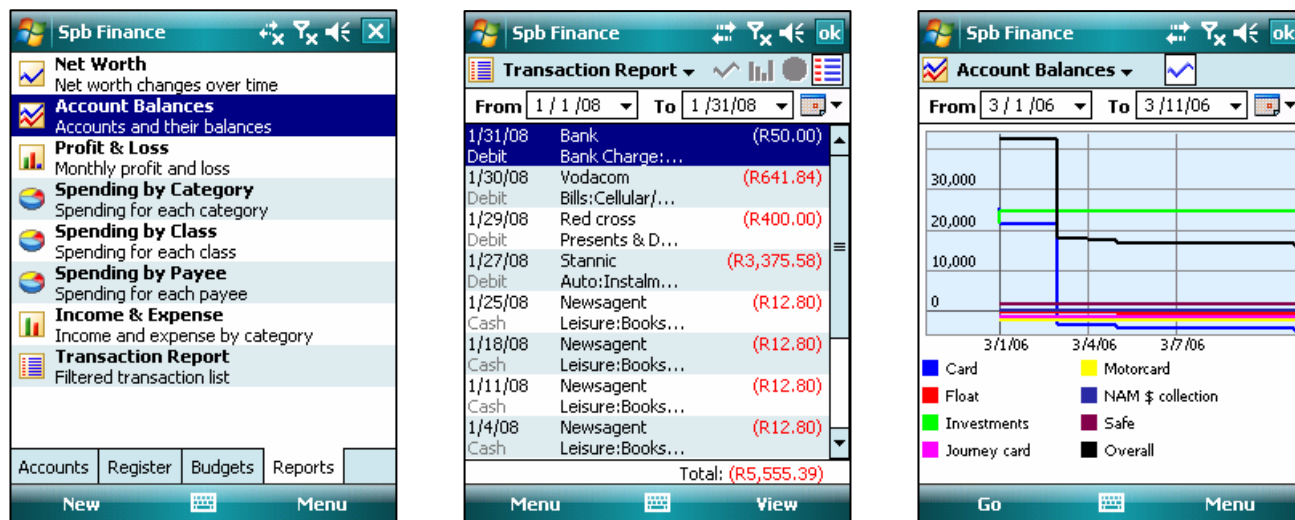 Spb Finance
Net Worth
Net worth changes over time
Account Balances
Accounts and their balances
Profit & Loss
Monthly profit and loss
Spending by Category
Spending for each category
Spending by Class
Spending for each class
Spending by Payee
Spending for each payee
Income & Expense
Income and expense by category
Transaction Report
Filtered transaction list
Accounts Register Budgets Reports
New Menu
Spb Finance ok
Transaction Report
From 1 / 1 /08 To 1 /31/08
1/31/08 Bank (R50.00)
Debit Bank Charge:...
1/30/08 Vodacom (R641.84)
Debit Bills:Cellular/...
1/29/08 Red cross (R400.00)
Debit Presents & D...
1/27/08 Stannic (R3,375.58)
Debit Auto:Instalm...
1/25/08 Newsagent (R12.80)
Cash Leisure:Books...
1/18/08 Newsagent (R12.80)
Cash Leisure:Books...
1/11/08 Newsagent (R12.80)
Cash Leisure:Books...
1/4/08 Newsagent (R12.80)
Cash Leisure:Books...
Total: (R5,555.39)
Menu View
Spb Finance ok
Account Balances
From 3 / 1 /06 To 3 /11/06
30,000
20,000
10,000
0
3/1/06 3/4/06 3/7/06
Card Motorcard
Float NAM $ collection
Investments Safe
Journey card Overall
Go Menu